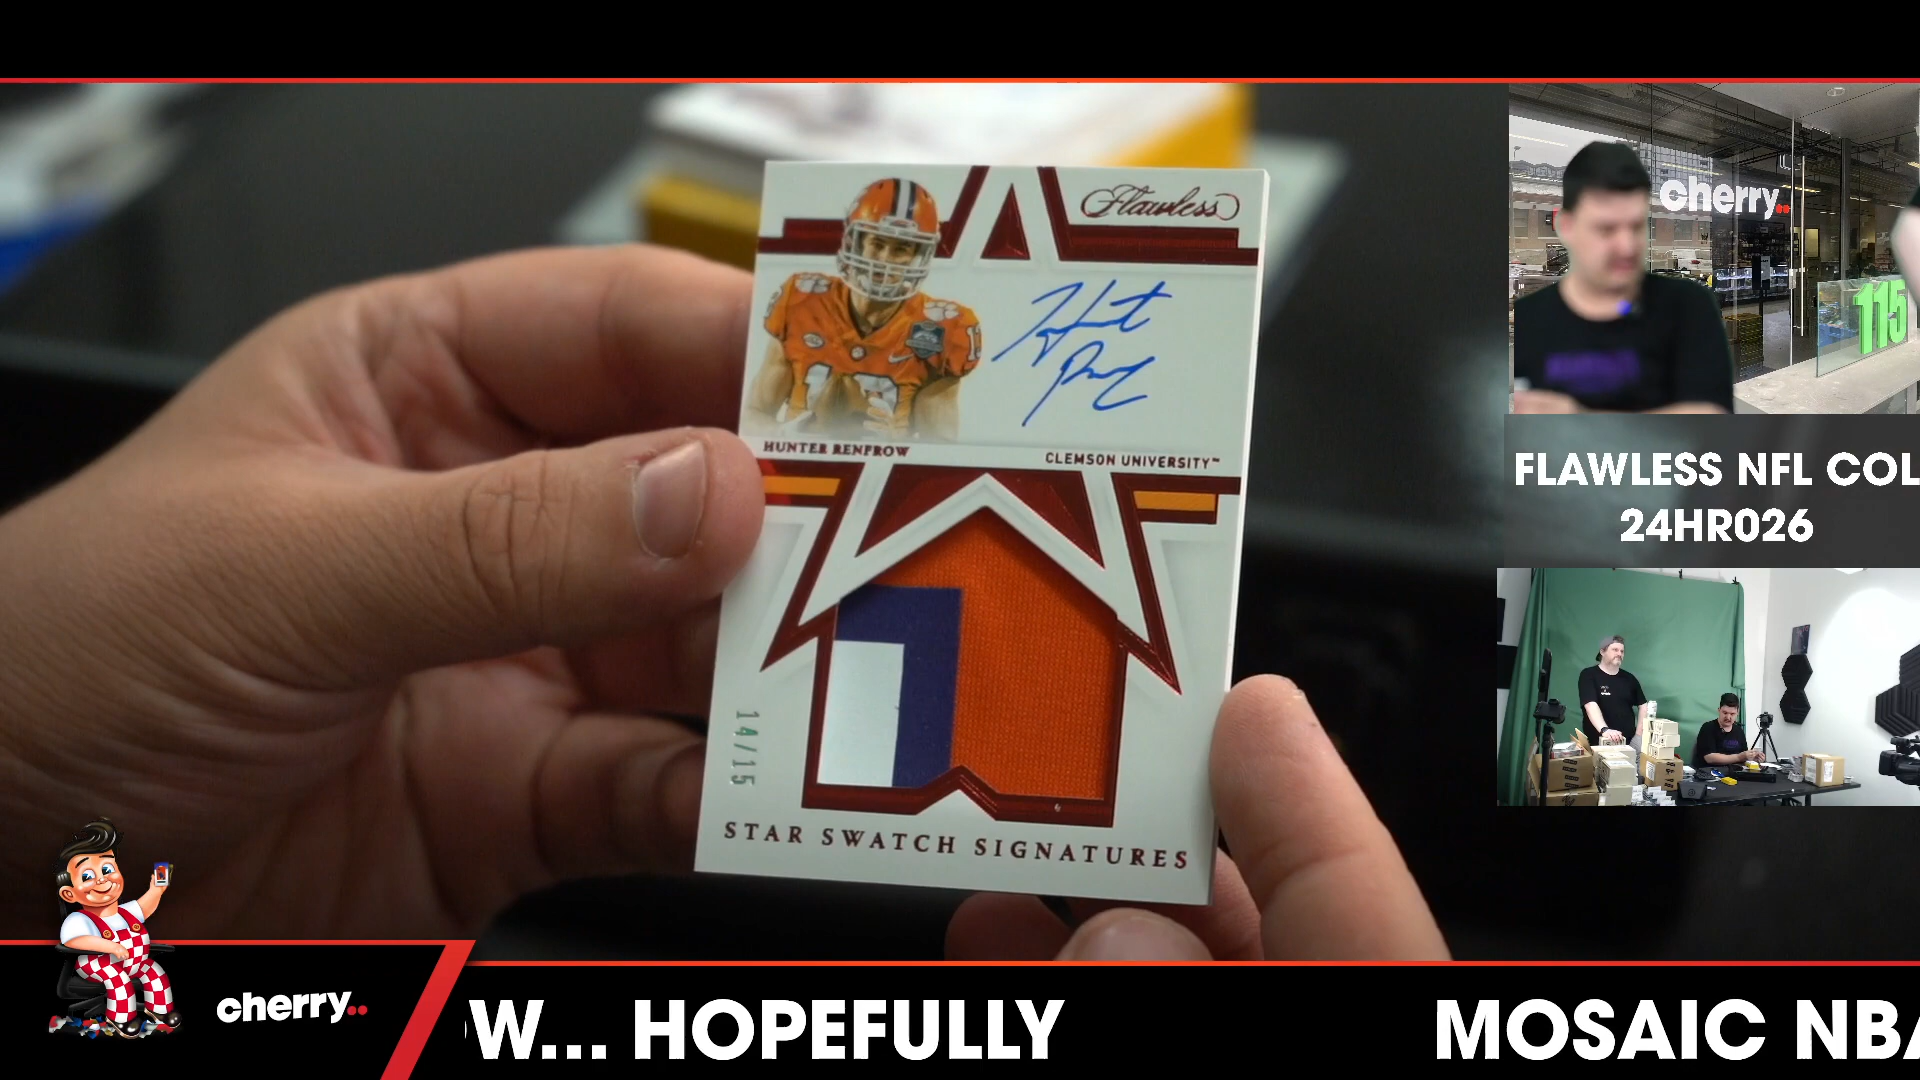 Flawless
HUNTER RENFROW
CLEMSON UNIVERSITY™
14/15
STAR SWATCH SIGNATURES
cherry..
115
FLAWLESS NFL COL
24HR026
cherry..
W... HOPEFULLY
MOSAIC NBA